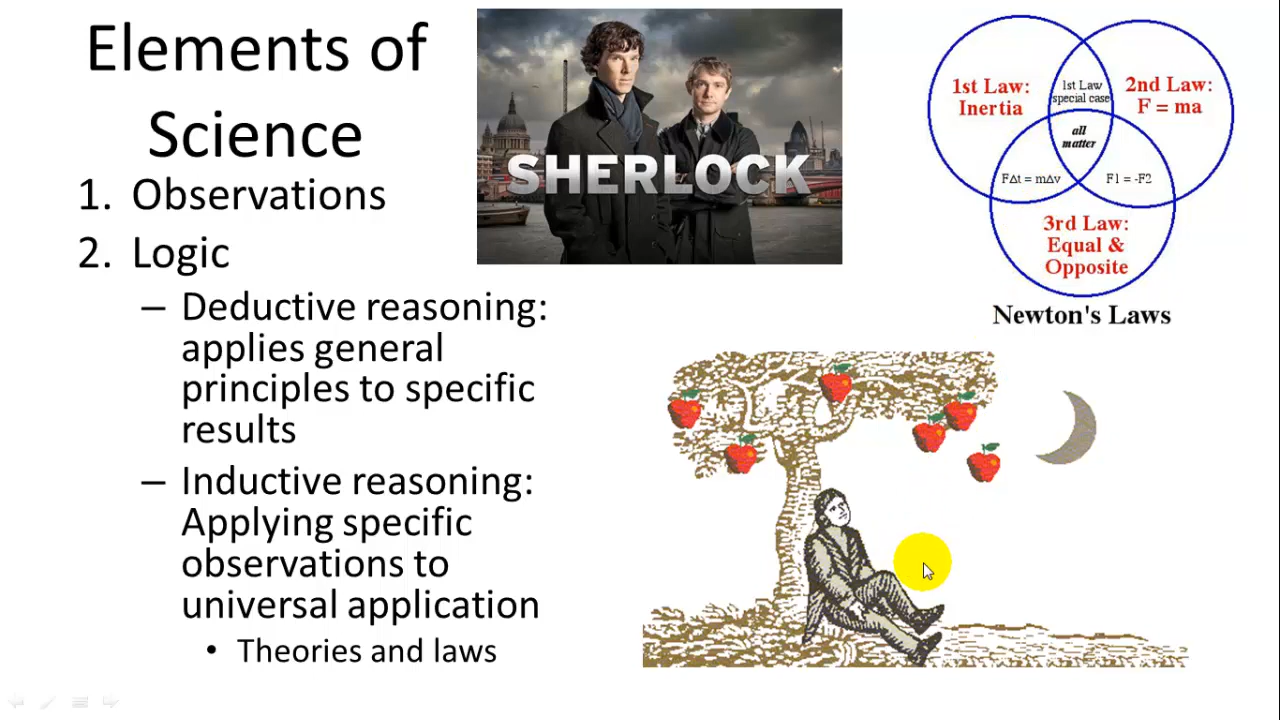 Elements of
Science
1. Observations
2. Logic
– Deductive reasoning:
applies general
principles to specific
results
– Inductive reasoning:
Applying specific
observations to
universal application
• Theories and laws
SHERLOCK
1st Law:
Inertia
1st Law
special case
2nd Law:
F = ma
all
matter
FΔt = mΔv
F1 = -F2
3rd Law:
Equal &
Opposite
Newton's Laws